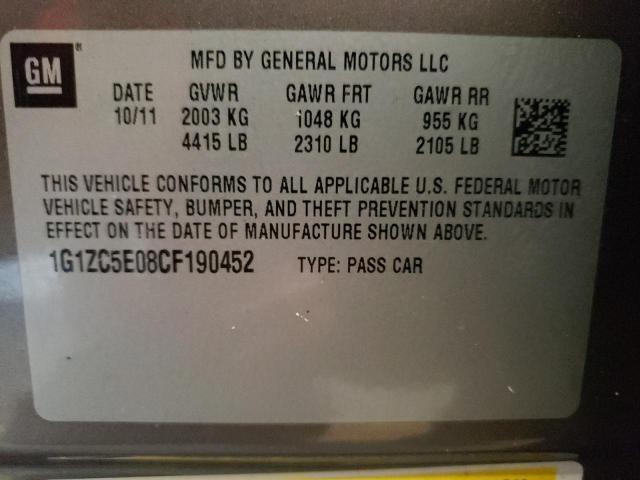 GM
MFD BY GENERAL MOTORS LLC
DATE GVWR GAWR FRT GAWR RR
10/11 2003 KG 1048 KG 955 KG
4415 LB 2310 LB 2105 LB
THIS VEHICLE CONFORMS TO ALL APPLICABLE U.S. FEDERAL MOTOR
VEHICLE SAFETY, BUMPER, AND THEFT PREVENTION STANDARDS IN
EFFECT ON THE DATE OF MANUFACTURE SHOWN ABOVE.
1G1ZC5E08CF190452 TYPE: PASS CAR